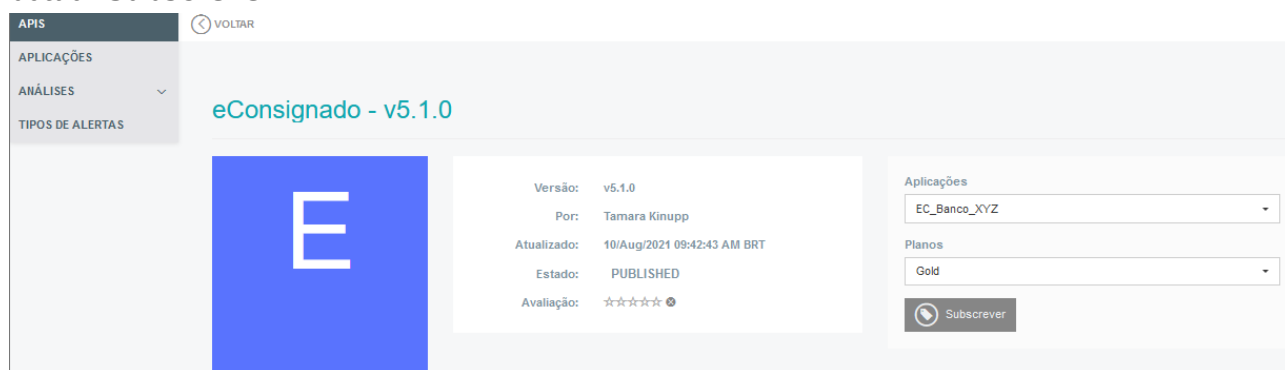 APIS
VOLTAR
APLICAÇÕES
ANÁLISES
TIPOS DE ALERTAS
eConsignado - v5.1.0
E
Versão: v5.1.0
Por: Tamara Kinupp
Atualizado: 10/Aug/2021 09:42:43 AM BRT
Estado: PUBLISHED
Avaliação:
Aplicações
EC_Banco_XYZ
Planos
Gold
Subscrever